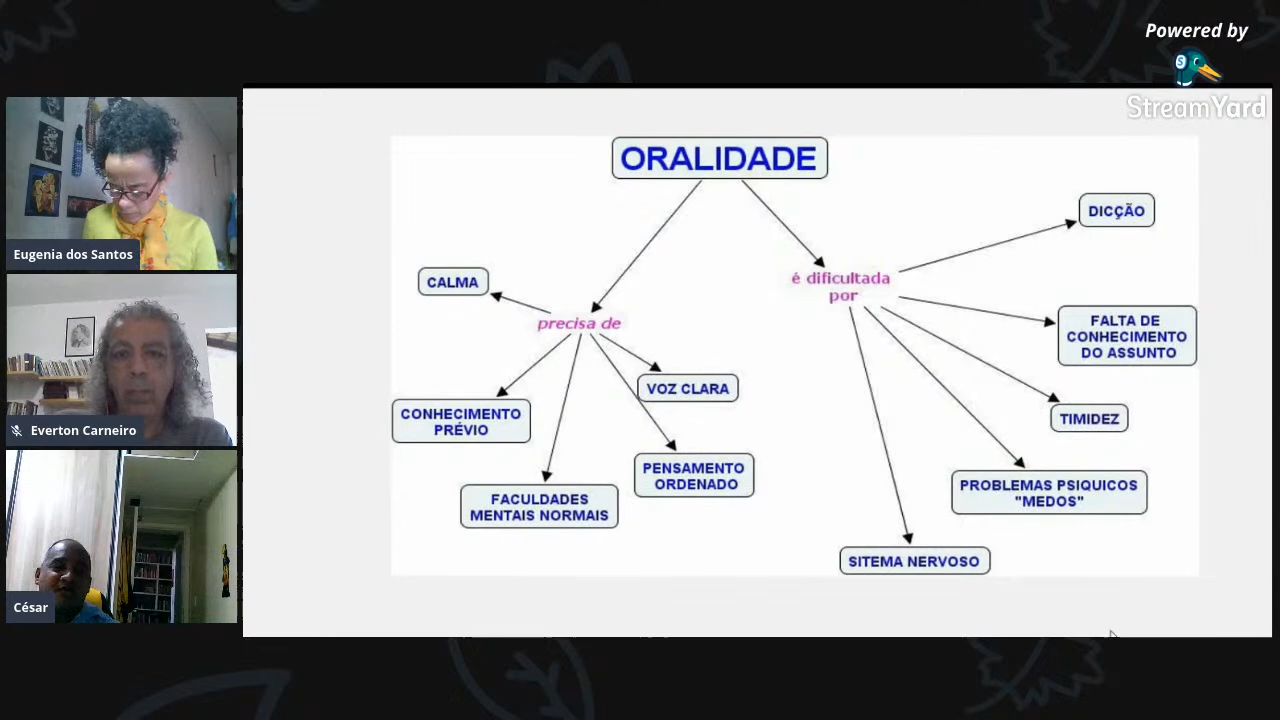 Powered by
StreamYard
Eugenia dos Santos
Everton Carneiro
César
ORALIDADE
precisa de
CALMA
CONHECIMENTO
PRÉVIO
FACULDADES
MENTAIS NORMAIS
PENSAMENTO
ORDENADO
VOZ CLARA
é dificultada
por
DICÇÃO
FALTA DE
CONHECIMENTO
DO ASSUNTO
TIMIDEZ
PROBLEMAS PSIQUICOS
"MEDOS"
SITEMA NERVOSO